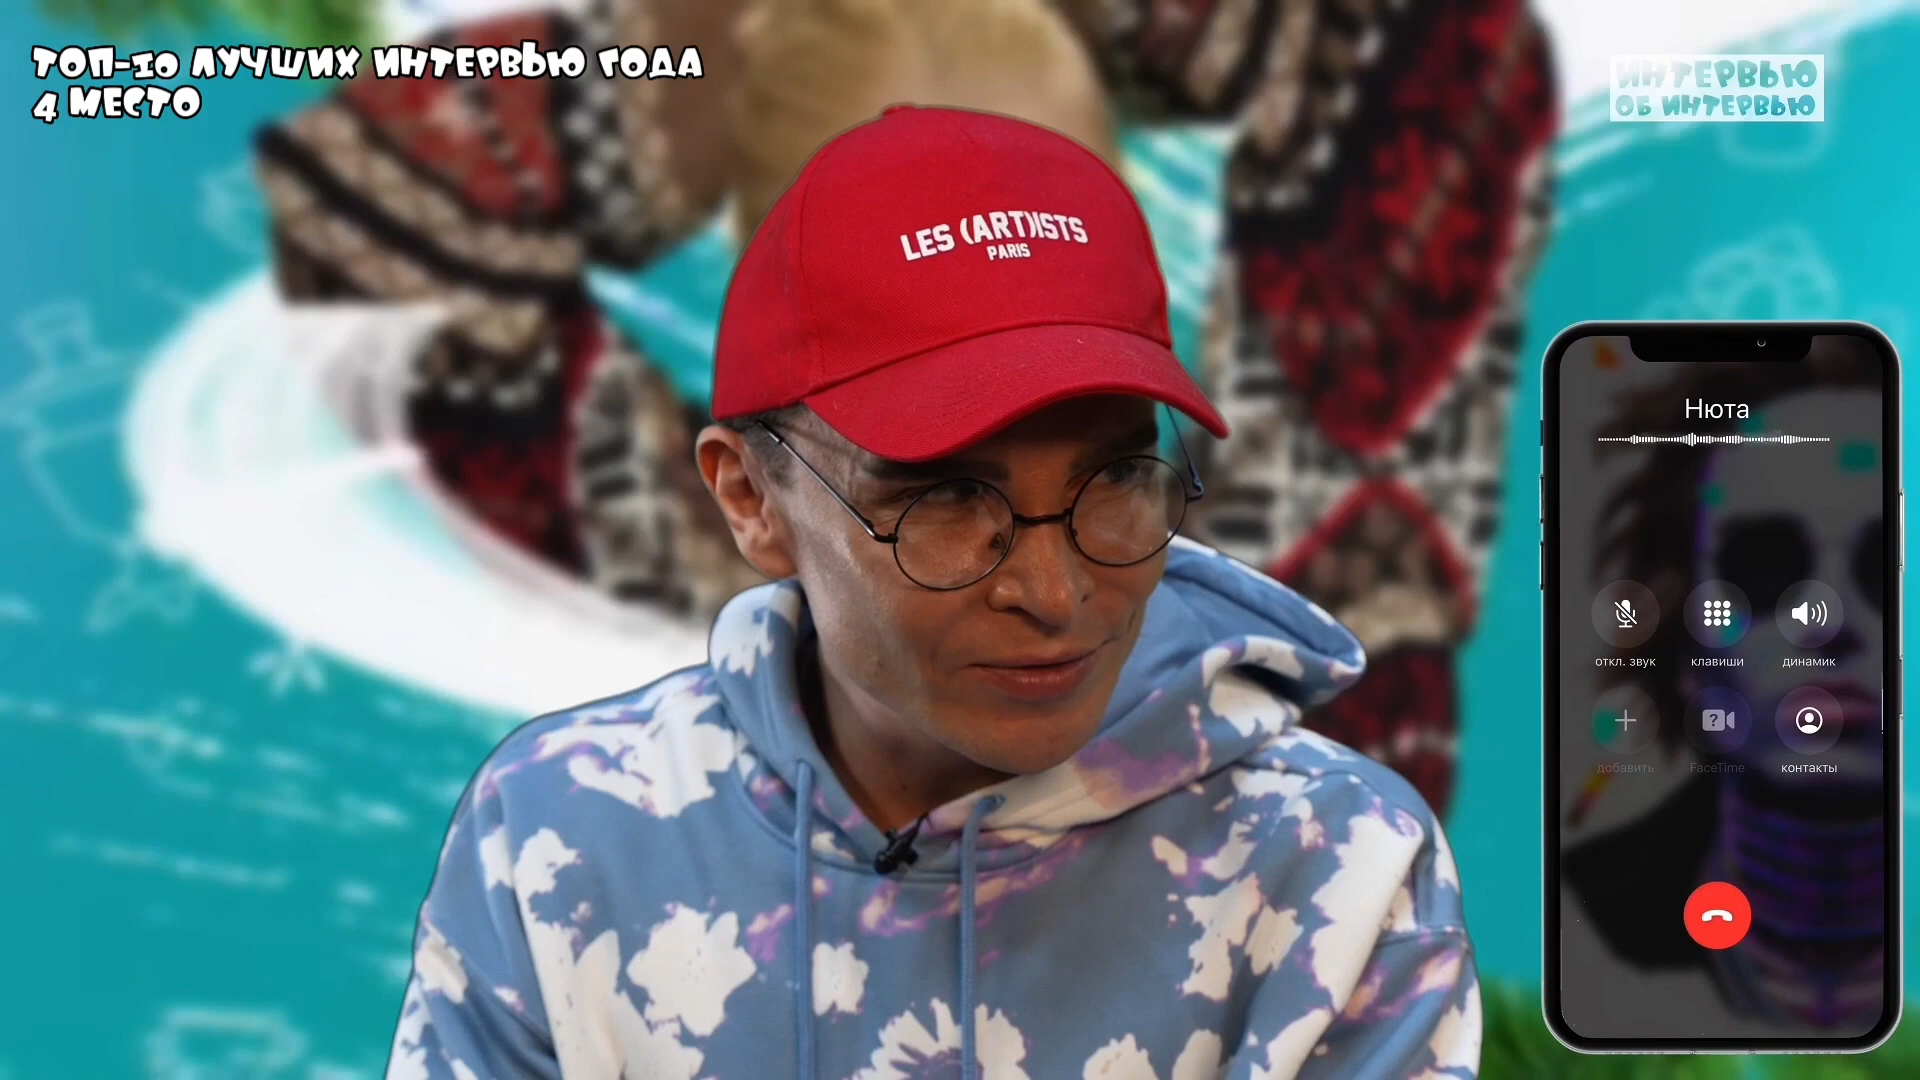 ТОП-10 ЛУЧШИХ ИНТЕРВЬЮ ГОДА
4 МЕСТО
ИНТЕРВЬЮ
ОБ ИНТЕРВЬЮ
LES (ART)ISTS
PARIS
Нюта
откл. звук
клавиши
динамик
добавить
FaceTime
контакты